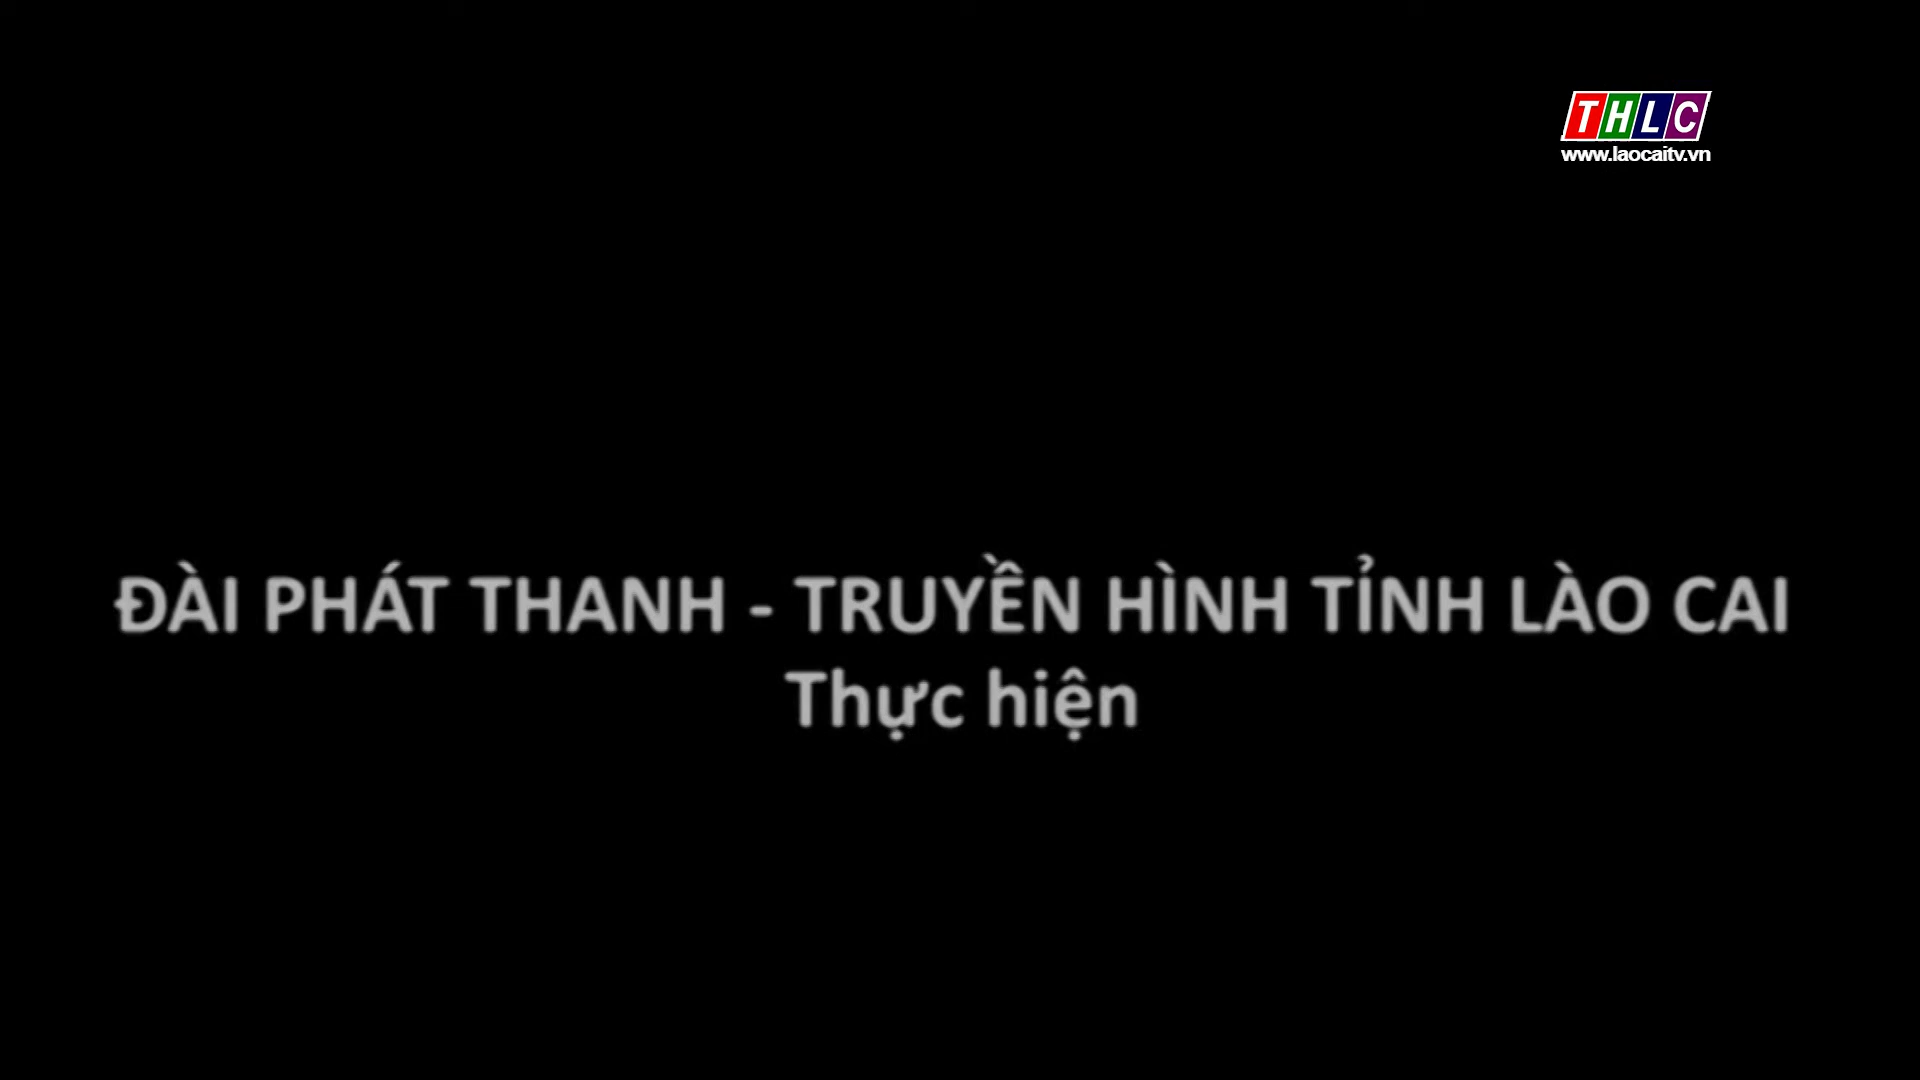 THLC
www.laocaitv.vn
ĐÀI PHÁT THANH - TRUYỀN HÌNH TỈNH LÀO CAI
Thực hiện